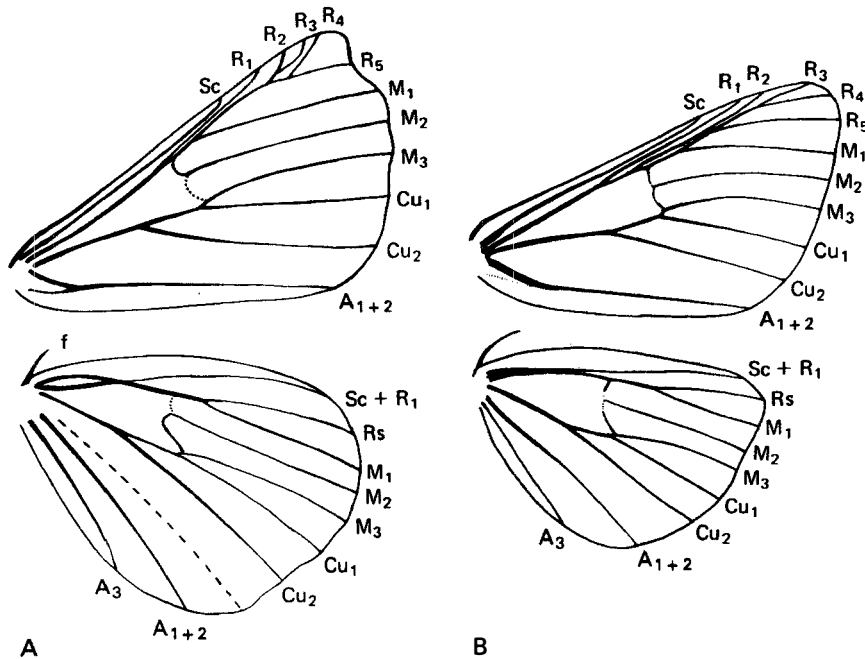 Sc
R₁
R₂
R₃
R₄
R₅
M₁
M₂
M₃
Cu₁
Cu₂
A₁₊₂
f
Sc + R₁
Rs
M₁
M₂
M₃
Cu₁
Cu₂
A₁₊₂
A₃
A
Sc
R₁
R₂
R₃
R₄
R₅
M₁
M₂
M₃
Cu₁
Cu₂
A₁₊₂
Sc + R₁
Rs
M₁
M₂
M₃
Cu₁
Cu₂
A₁₊₂
A₃
B